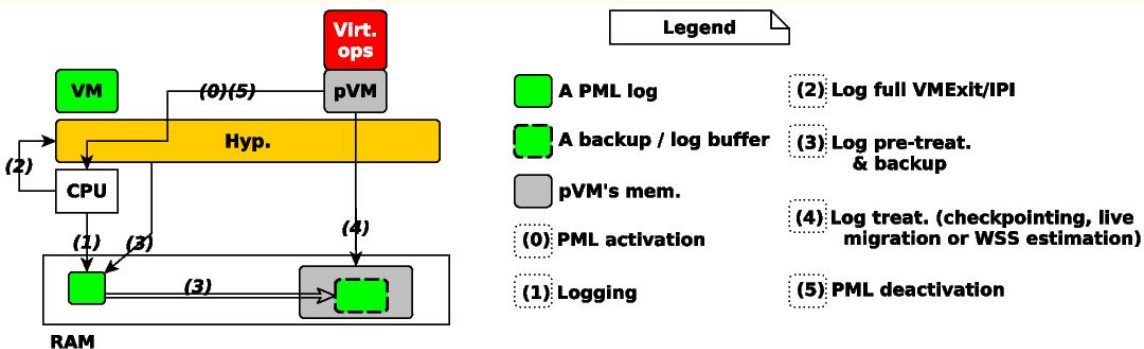 Virt.
ops
VM
(0)(5)
pVM
Hyp.
(2)
CPU
(1)
(3)
(4)
(3)
RAM
Legend
A PML log
A backup / log buffer
pVM's mem.
(0) PML activation
(1) Logging
(2) Log full VMExit/IPI
(3) Log pre-treat.
& backup
(4) Log treat. (checkpointing, live
migration or WSS estimation)
(5) PML deactivation